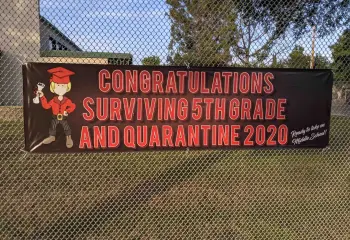 CONGRATULATIONS
SURVIVING 5TH GRADE
AND QUARANTINE 2020
Ready to take on
Middle School!